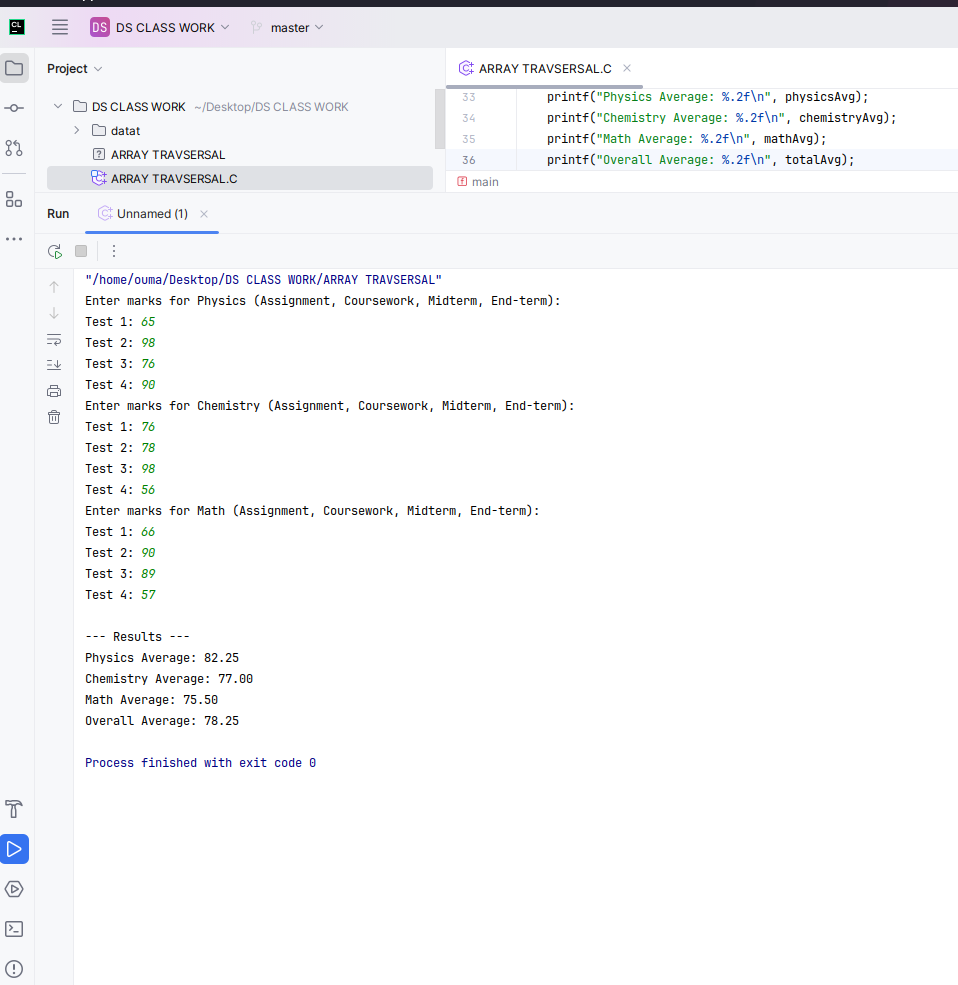 CL
DS DS CLASS WORK master
Project
DS CLASS WORK ~/Desktop/DS CLASS WORK
datat
ARRAY TRAVSERSAL
ARRAY TRAVSERSAL.C
ARRAY TRAVSERSAL.C
33 printf("Physics Average: %.2f\n", physicsAvg);
34 printf("Chemistry Average: %.2f\n", chemistryAvg);
35 printf("Math Average: %.2f\n", mathAvg);
36 printf("Overall Average: %.2f\n", totalAvg);
f main
Run Unnamed (1)
"/home/ouma/Desktop/DS CLASS WORK/ARRAY TRAVSERSAL"
Enter marks for Physics (Assignment, Coursework, Midterm, End-term):
Test 1: 65
Test 2: 98
Test 3: 76
Test 4: 90
Enter marks for Chemistry (Assignment, Coursework, Midterm, End-term):
Test 1: 76
Test 2: 78
Test 3: 98
Test 4: 56
Enter marks for Math (Assignment, Coursework, Midterm, End-term):
Test 1: 66
Test 2: 90
Test 3: 89
Test 4: 57
--- Results ---
Physics Average: 82.25
Chemistry Average: 77.00
Math Average: 75.50
Overall Average: 78.25
Process finished with exit code 0